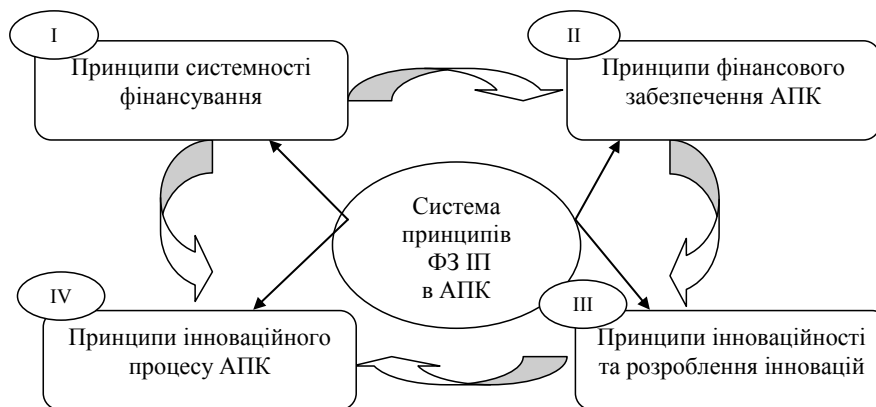 I
Принципи системності
фінансування
II
Принципи фінансового
забезпечення АПК
Система
принципів
ФЗ ІП
в АПК
IV
Принципи інноваційного
процесу АПК
III
Принципи інноваційності
та розроблення інновацій